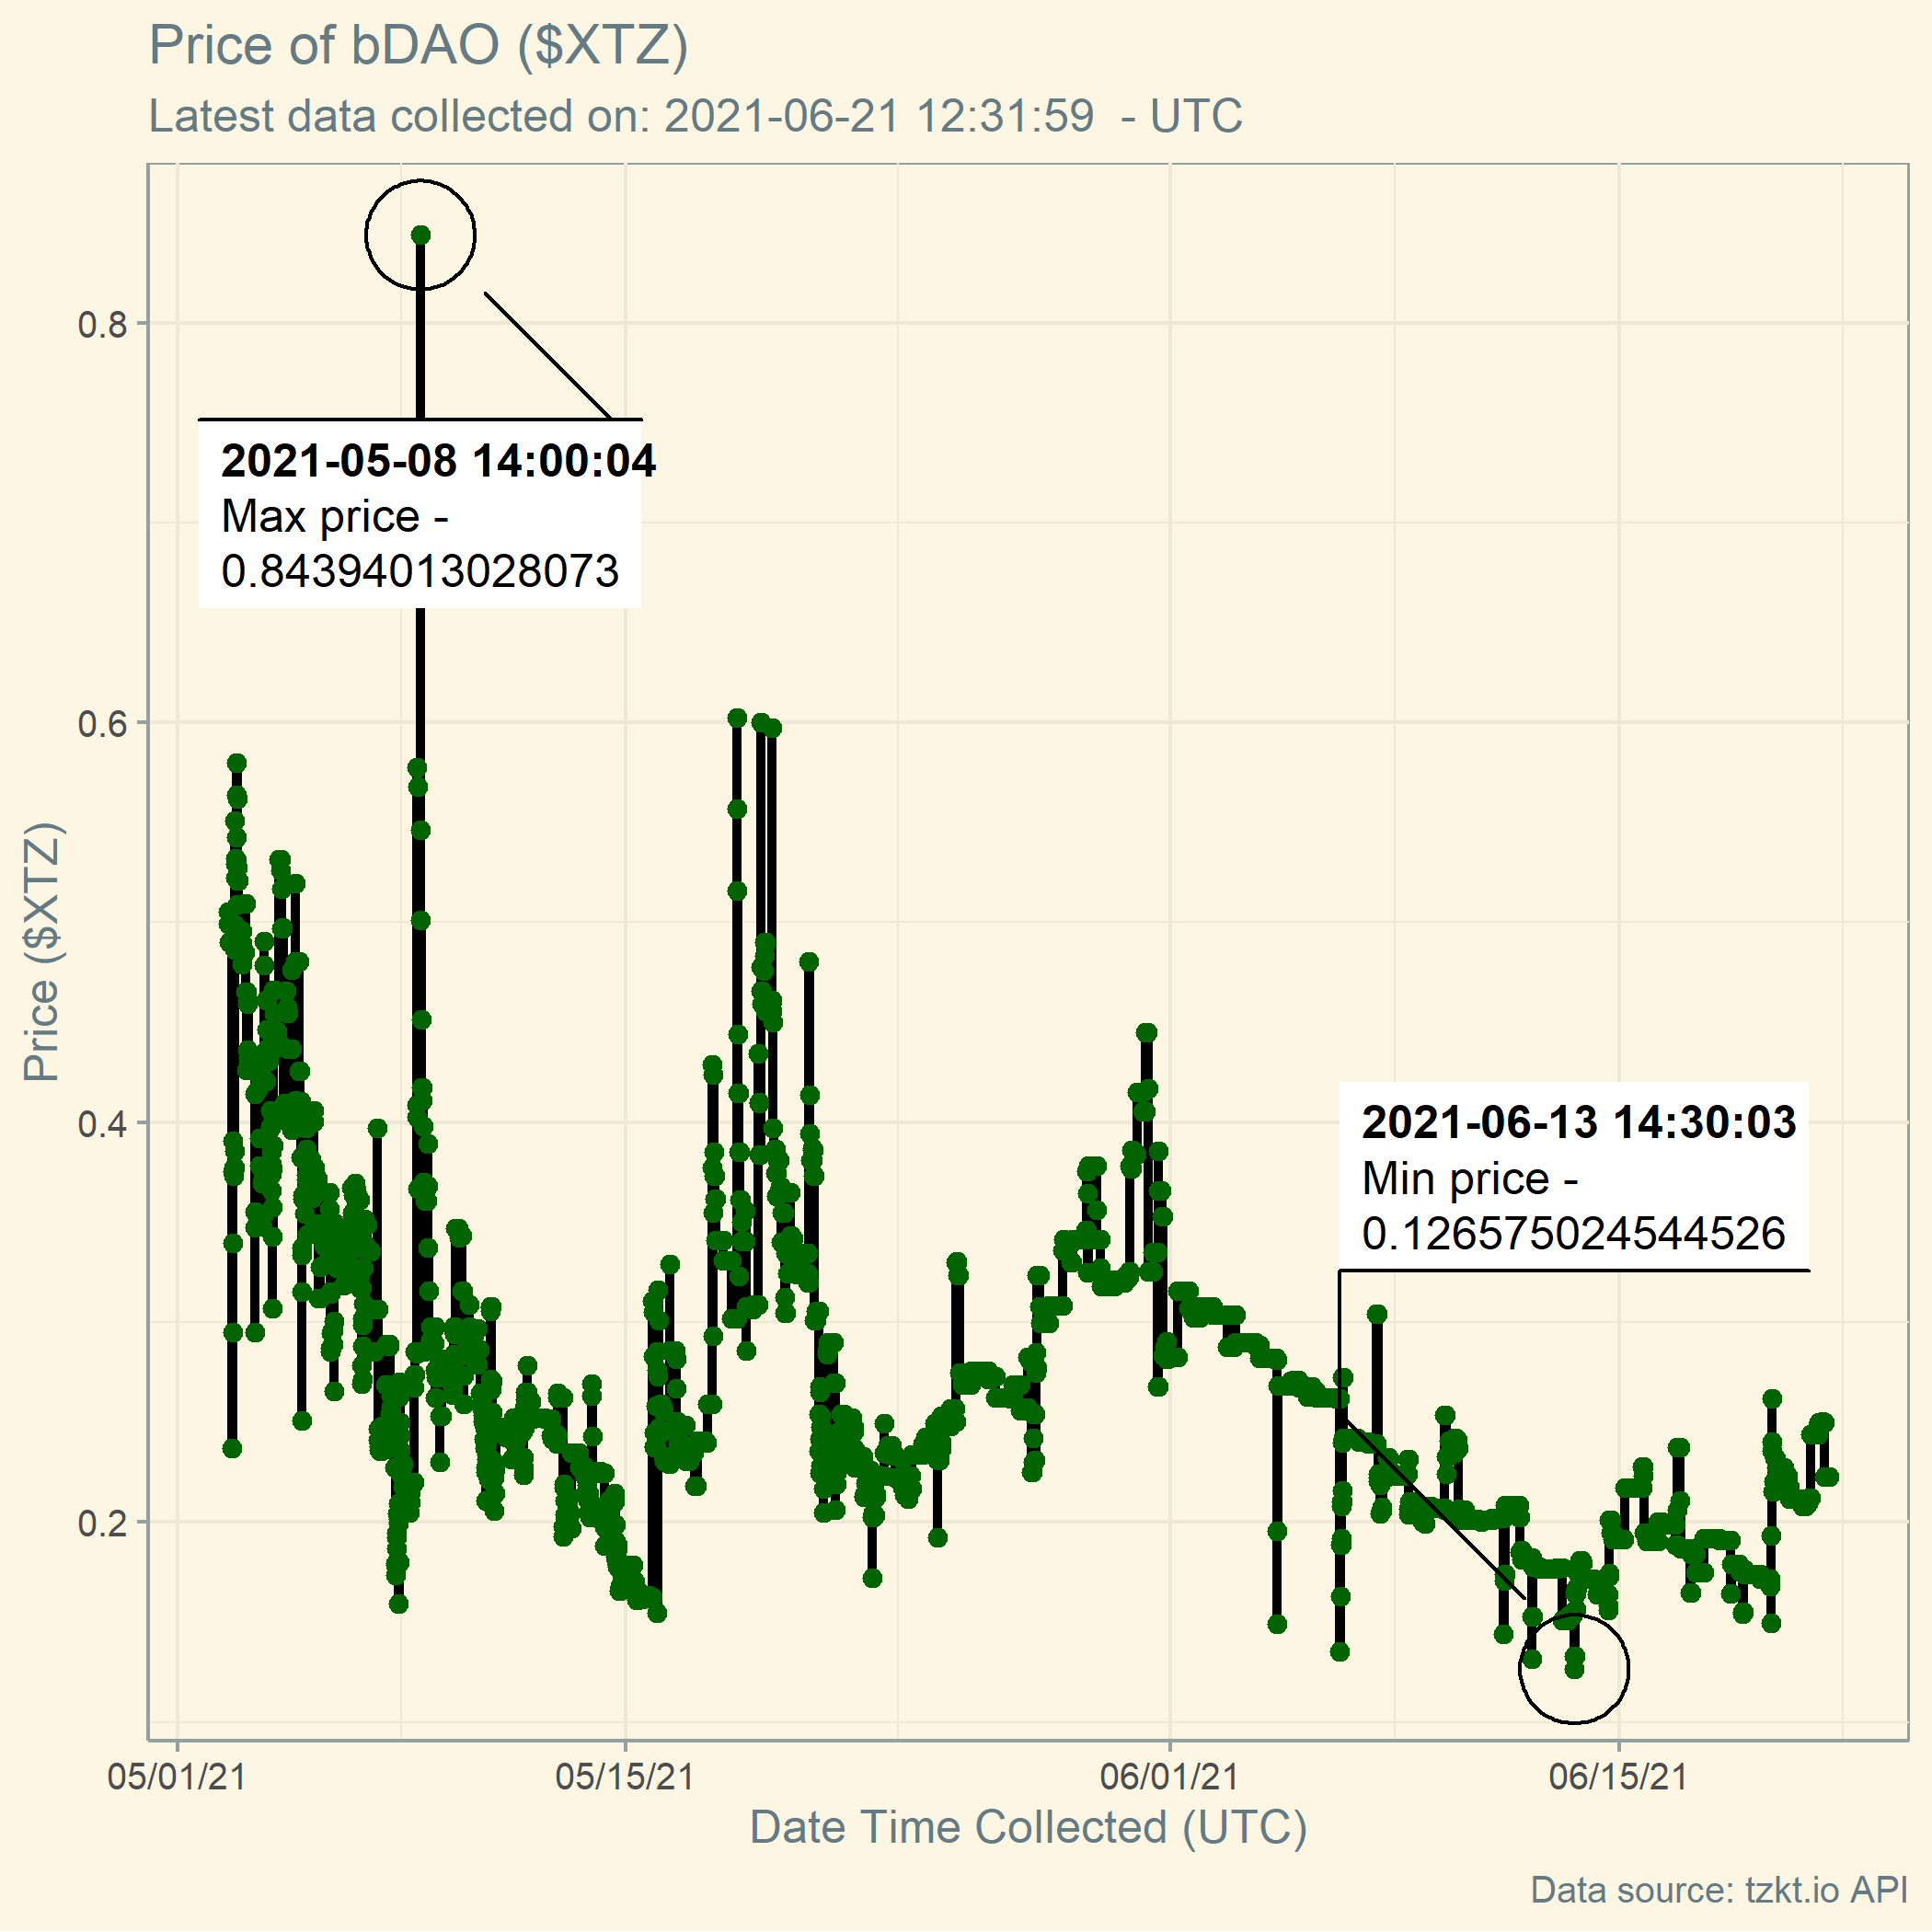 Price of bDAO ($XTZ)
Latest data collected on: 2021-06-21 12:31:59  - UTC
2021-05-08 14:00:04
Max price -
0.84394013028073
2021-06-13 14:30:03
Min price -
0.126575024544526
Price ($XTZ)
0.8
0.6
0.4
0.2
05/01/21
05/15/21
06/01/21
06/15/21
Date Time Collected (UTC)
Data source: tzkt.io API